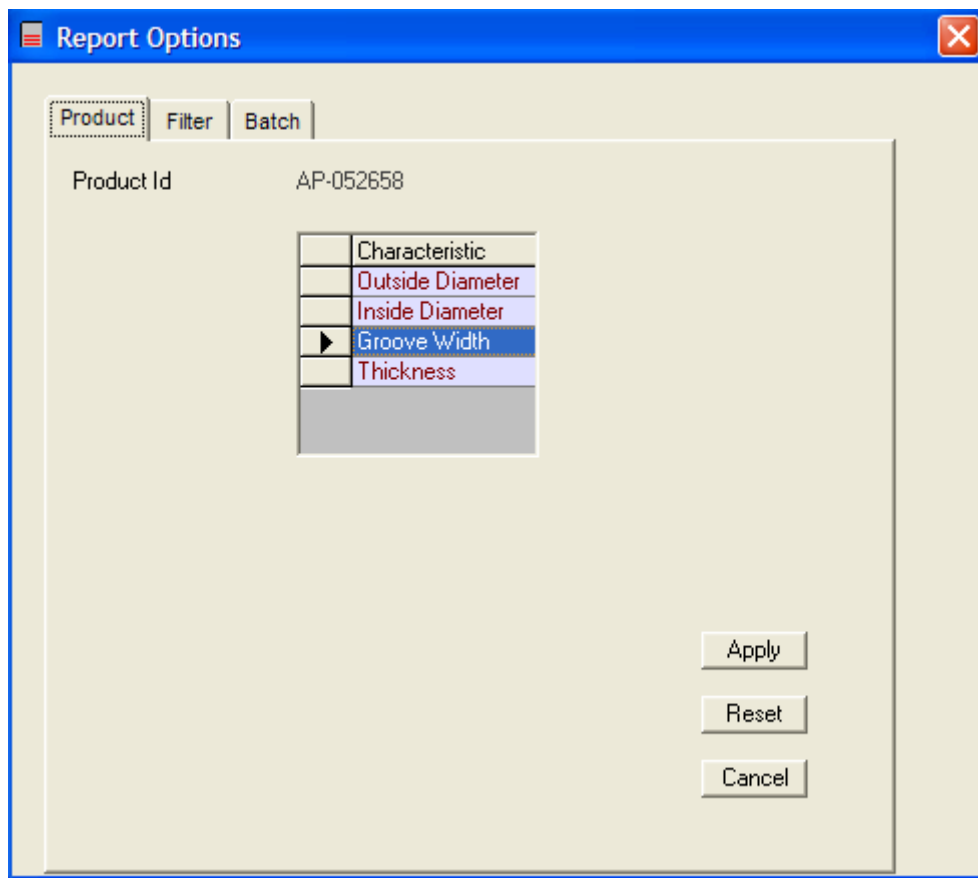 Report Options
Product Filter Batch
Product Id AP-052658
Characteristic
Outside Diameter
Inside Diameter
Groove Width
Thickness
Apply
Reset
Cancel